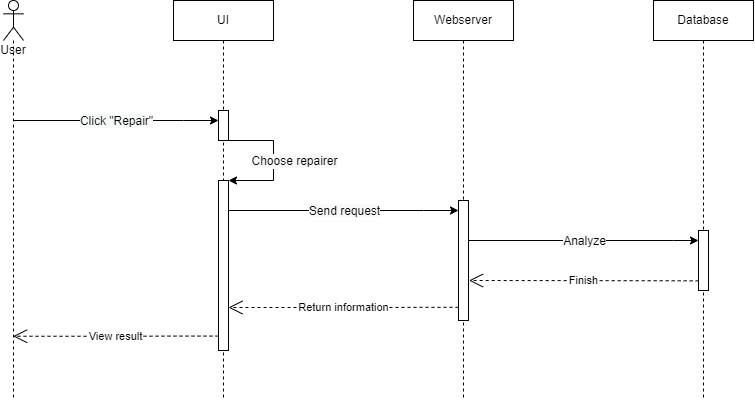 UI
Webserver
Database
User
Click "Repair"
Choose repairer
Send request
Analyze
Finish
Return information
View result